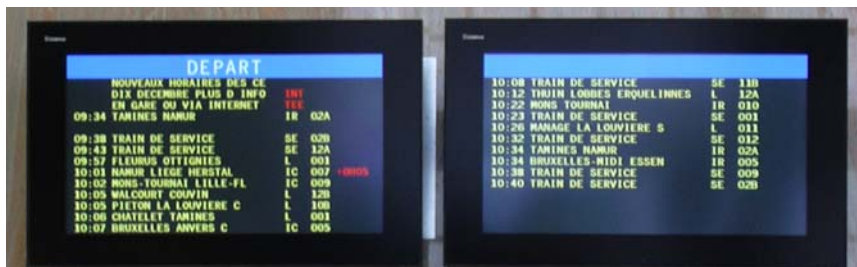 DEPART
NOUVEAUX HORAIRES DES CE
DIX DECEMBRE PLUS D INFO INT
EN GARE OU VIA INTERNET TEE
09:34 TAMINES NAMUR IR 02A
09:38 TRAIN DE SERVICE SE 02B
09:43 TRAIN DE SERVICE SE 12A
09:57 FLEURUS OTTIGNIES L 001
10:01 NAMUR LIEGE HERSTAL IC 007 +0H05
10:02 MONS-TOURNAI LILLE-FL IC 009
10:05 WALCOURT COUVIN L 12B
10:05 PIETON LA LOUVIERE C L 10B
10:06 CHATELET TAMINES L 001
10:07 BRUXELLES ANVERS C IC 005
10:08 TRAIN DE SERVICE SE 11B
10:12 THUIN LOBBES ERQUELINNES L 12A
10:22 MONS TOURNAI IR 010
10:23 TRAIN DE SERVICE SE 001
10:26 MANAGE LA LOUVIERE S L 011
10:32 TRAIN DE SERVICE SE 012
10:34 TAMINES NAMUR IR 02A
10:34 BRUXELLES-MIDI ESSEN IR 005
10:38 TRAIN DE SERVICE SE 009
10:40 TRAIN DE SERVICE SE 02B